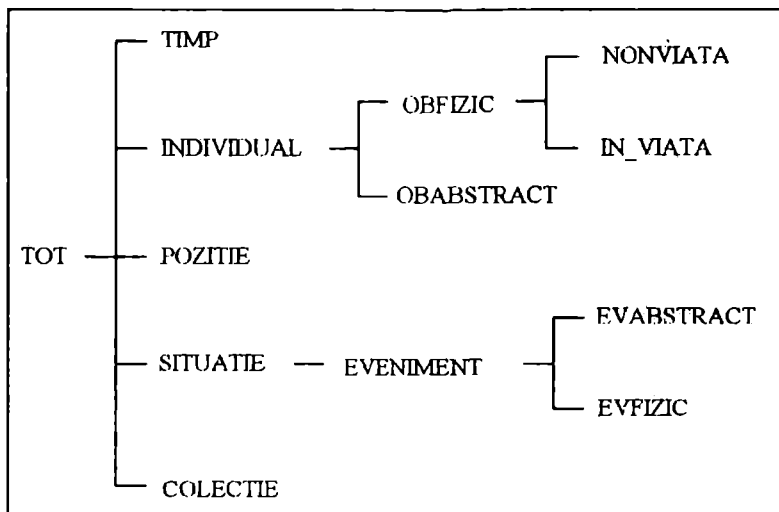 TIMP
NONVIATA
OBFIZIC
INDIVIDUAL
IN_VIATA
OBABSTRACT
TOT
POZITIE
EVABSTRACT
SITUATIE
EVENIMENT
EVFIZIC
COLECTIE